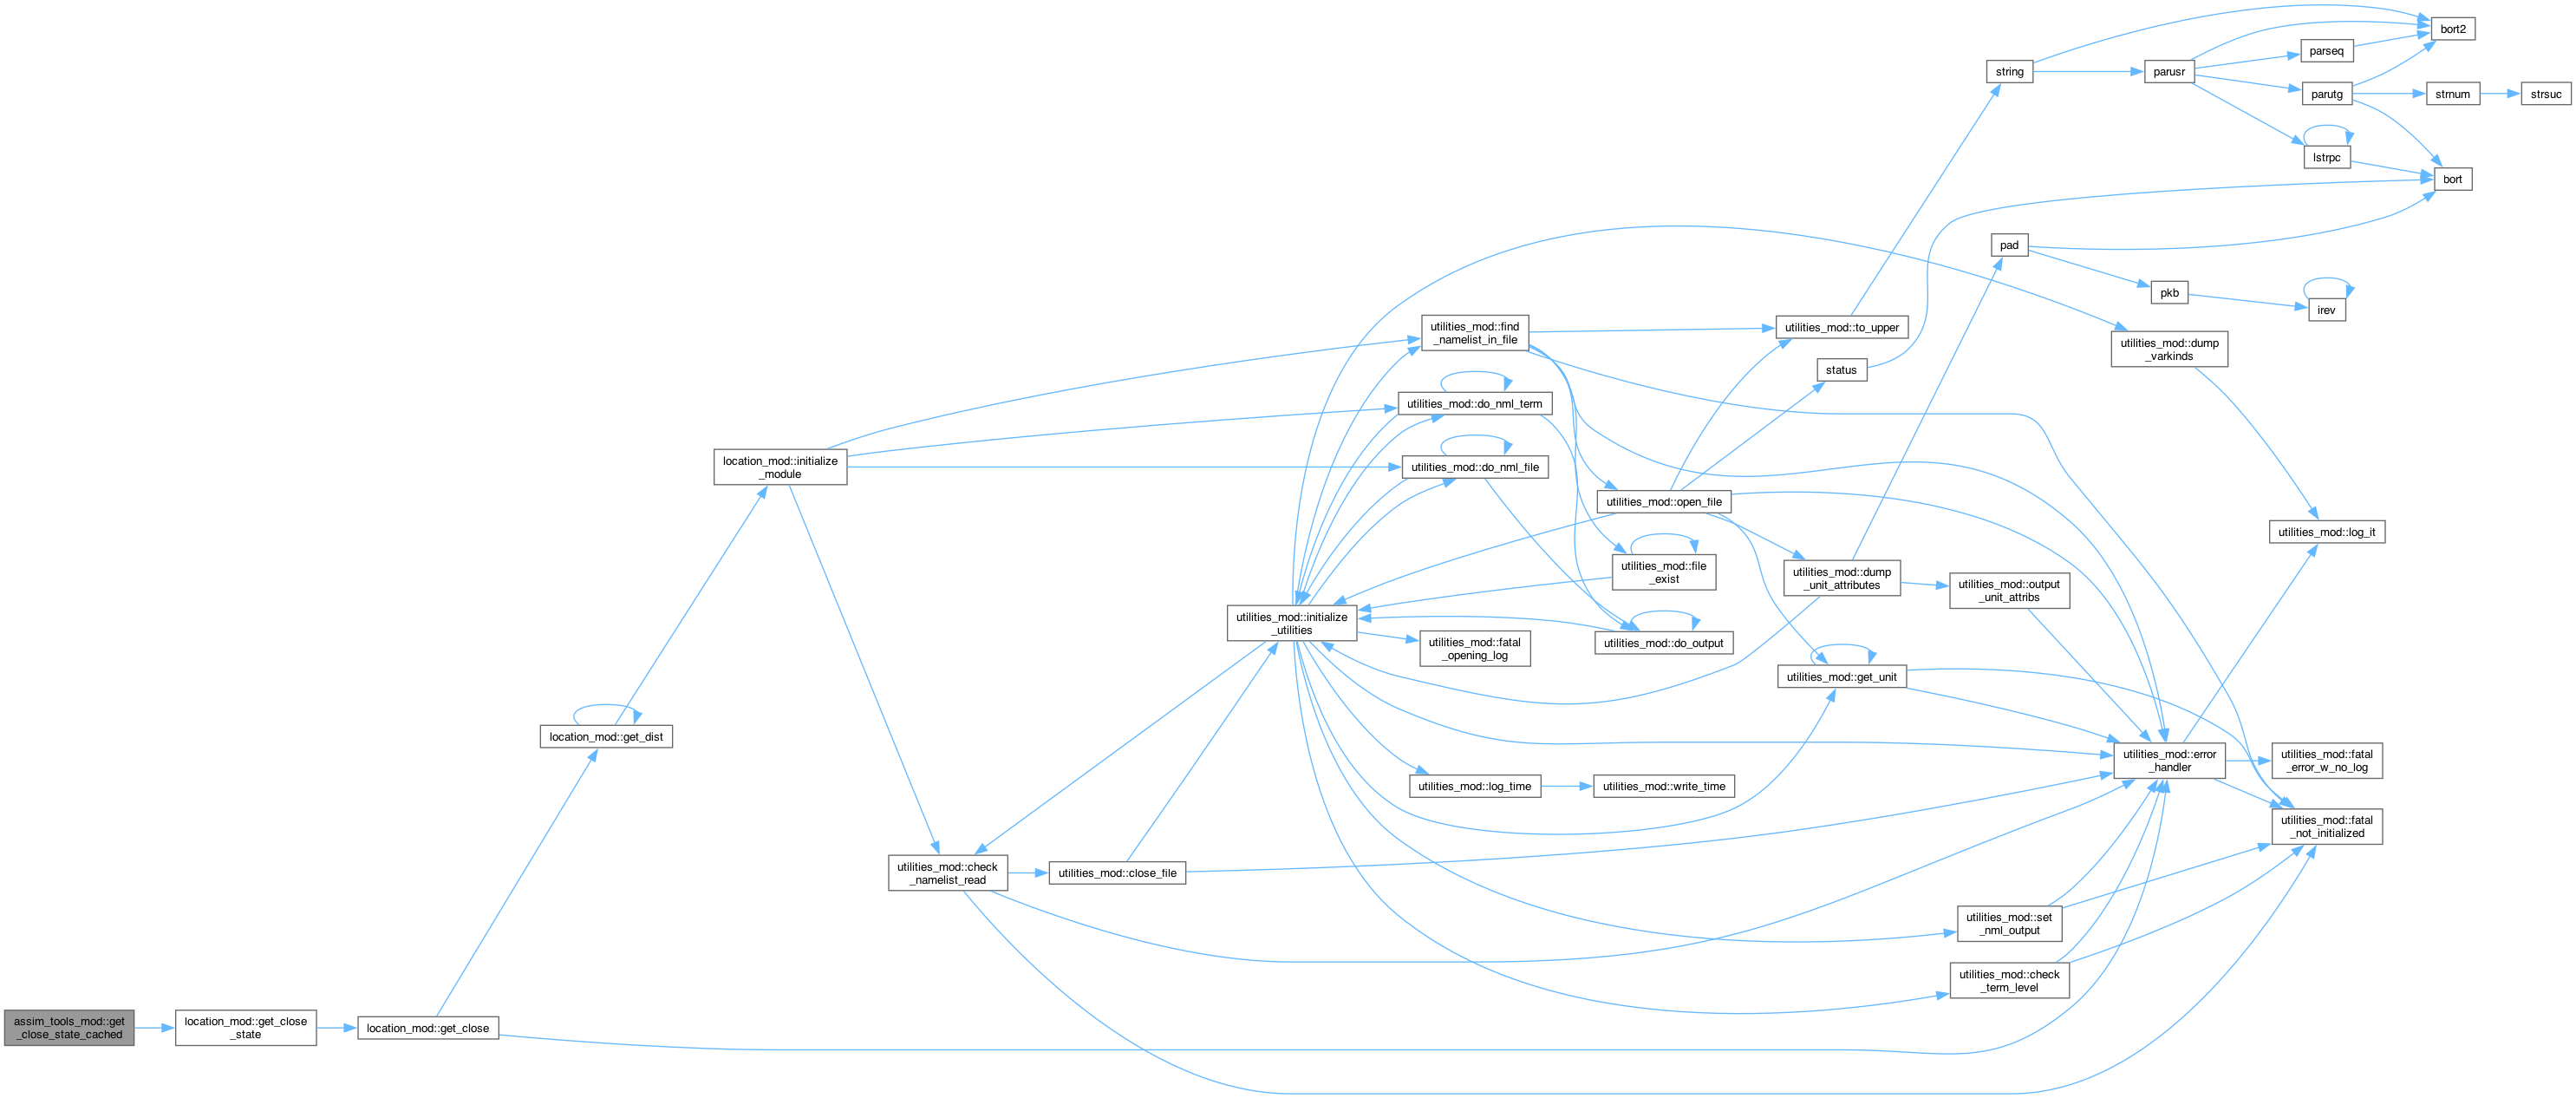 bort2
parseq
string
parusr
parutg
strnum
strsuc
lstrpc
bort
pad
pkb
irev
utilities_mod::find
_namelist_in_file
utilities_mod::to_upper
utilities_mod::dump
_varkinds
status
utilities_mod::do_nml_term
location_mod::initialize
_module
utilities_mod::do_nml_file
utilities_mod::open_file
utilities_mod::log_it
utilities_mod::file
_exist
utilities_mod::dump
_unit_attributes
utilities_mod::output
_unit_attribs
utilities_mod::initialize
_utilities
utilities_mod::fatal
_opening_log
utilities_mod::do_output
utilities_mod::get_unit
location_mod::get_dist
utilities_mod::error
_handler
utilities_mod::fatal
_error_w_no_log
utilities_mod::log_time
utilities_mod::write_time
utilities_mod::fatal
_not_initialized
utilities_mod::check
_namelist_read
utilities_mod::close_file
utilities_mod::set
_nml_output
utilities_mod::check
_term_level
assim_tools_mod::get
_close_state_cached
location_mod::get_close
_state
location_mod::get_close